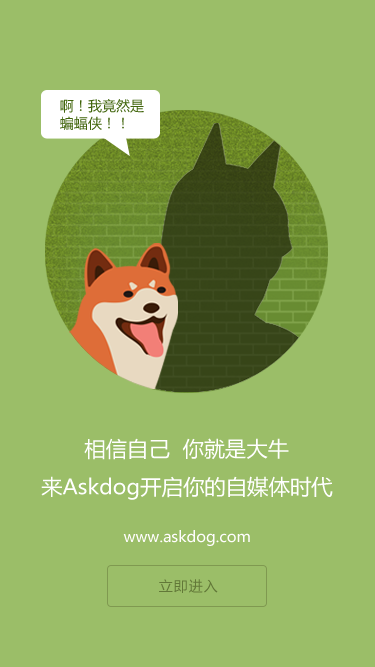 啊！我竟然是
蝙蝠侠！！
相信自己 你就是大牛
来Askdog开启你的自媒体时代
www.askdog.com
立即进入